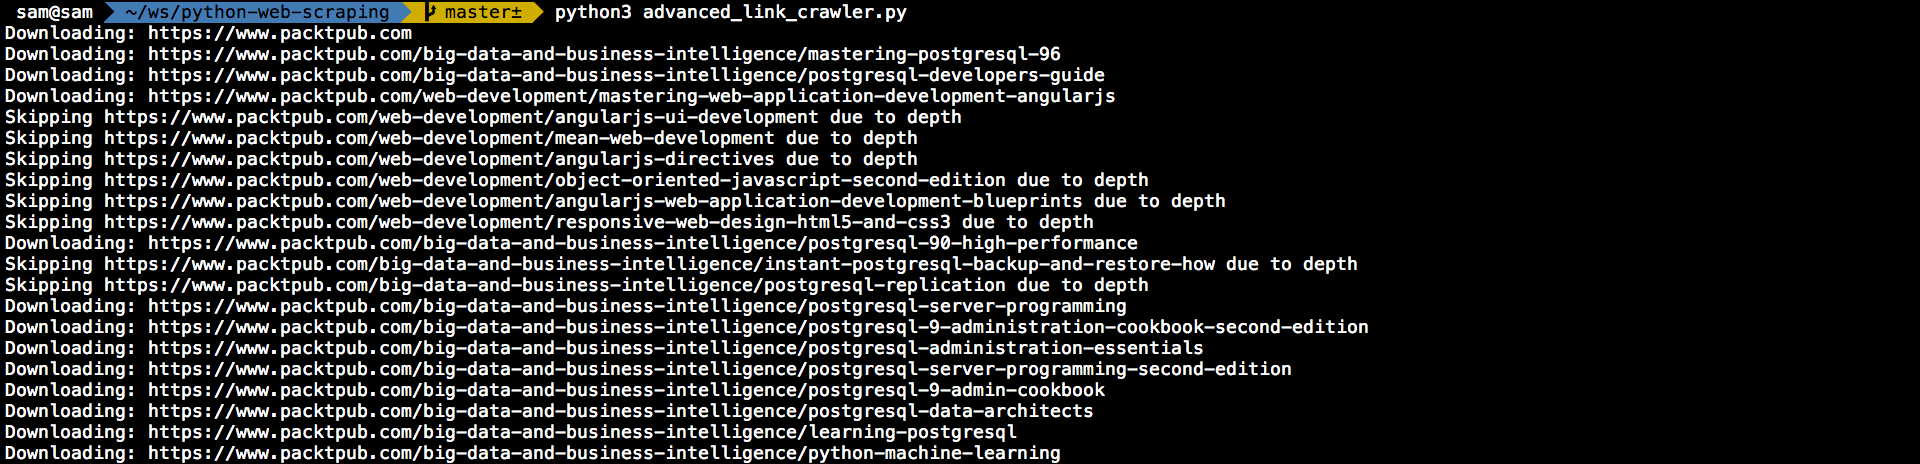 sam@sam ~/ws/python-web-scraping master± python3 advanced_link_crawler.py
Downloading: https://www.packtpub.com
Downloading: https://www.packtpub.com/big-data-and-business-intelligence/mastering-postgresql-96
Downloading: https://www.packtpub.com/big-data-and-business-intelligence/postgresql-developers-guide
Downloading: https://www.packtpub.com/web-development/mastering-web-application-development-angularjs
Skipping https://www.packtpub.com/web-development/angularjs-ui-development due to depth
Skipping https://www.packtpub.com/web-development/mean-web-development due to depth
Skipping https://www.packtpub.com/web-development/angularjs-directives due to depth
Skipping https://www.packtpub.com/web-development/object-oriented-javascript-second-edition due to depth
Skipping https://www.packtpub.com/web-development/angularjs-web-application-development-blueprints due to depth
Skipping https://www.packtpub.com/web-development/responsive-web-design-html5-and-css3 due to depth
Downloading: https://www.packtpub.com/big-data-and-business-intelligence/postgresql-90-high-performance
Skipping https://www.packtpub.com/big-data-and-business-intelligence/instant-postgresql-backup-and-restore-how due to depth
Skipping https://www.packtpub.com/big-data-and-business-intelligence/postgresql-replication due to depth
Downloading: https://www.packtpub.com/big-data-and-business-intelligence/postgresql-server-programming
Downloading: https://www.packtpub.com/big-data-and-business-intelligence/postgresql-9-administration-cookbook-second-edition
Downloading: https://www.packtpub.com/big-data-and-business-intelligence/postgresql-administration-essentials
Downloading: https://www.packtpub.com/big-data-and-business-intelligence/postgresql-server-programming-second-edition
Downloading: https://www.packtpub.com/big-data-and-business-intelligence/postgresql-9-admin-cookbook
Downloading: https://www.packtpub.com/big-data-and-business-intelligence/postgresql-data-architects
Downloading: https://www.packtpub.com/big-data-and-business-intelligence/learning-postgresql
Downloading: https://www.packtpub.com/big-data-and-business-intelligence/python-machine-learning